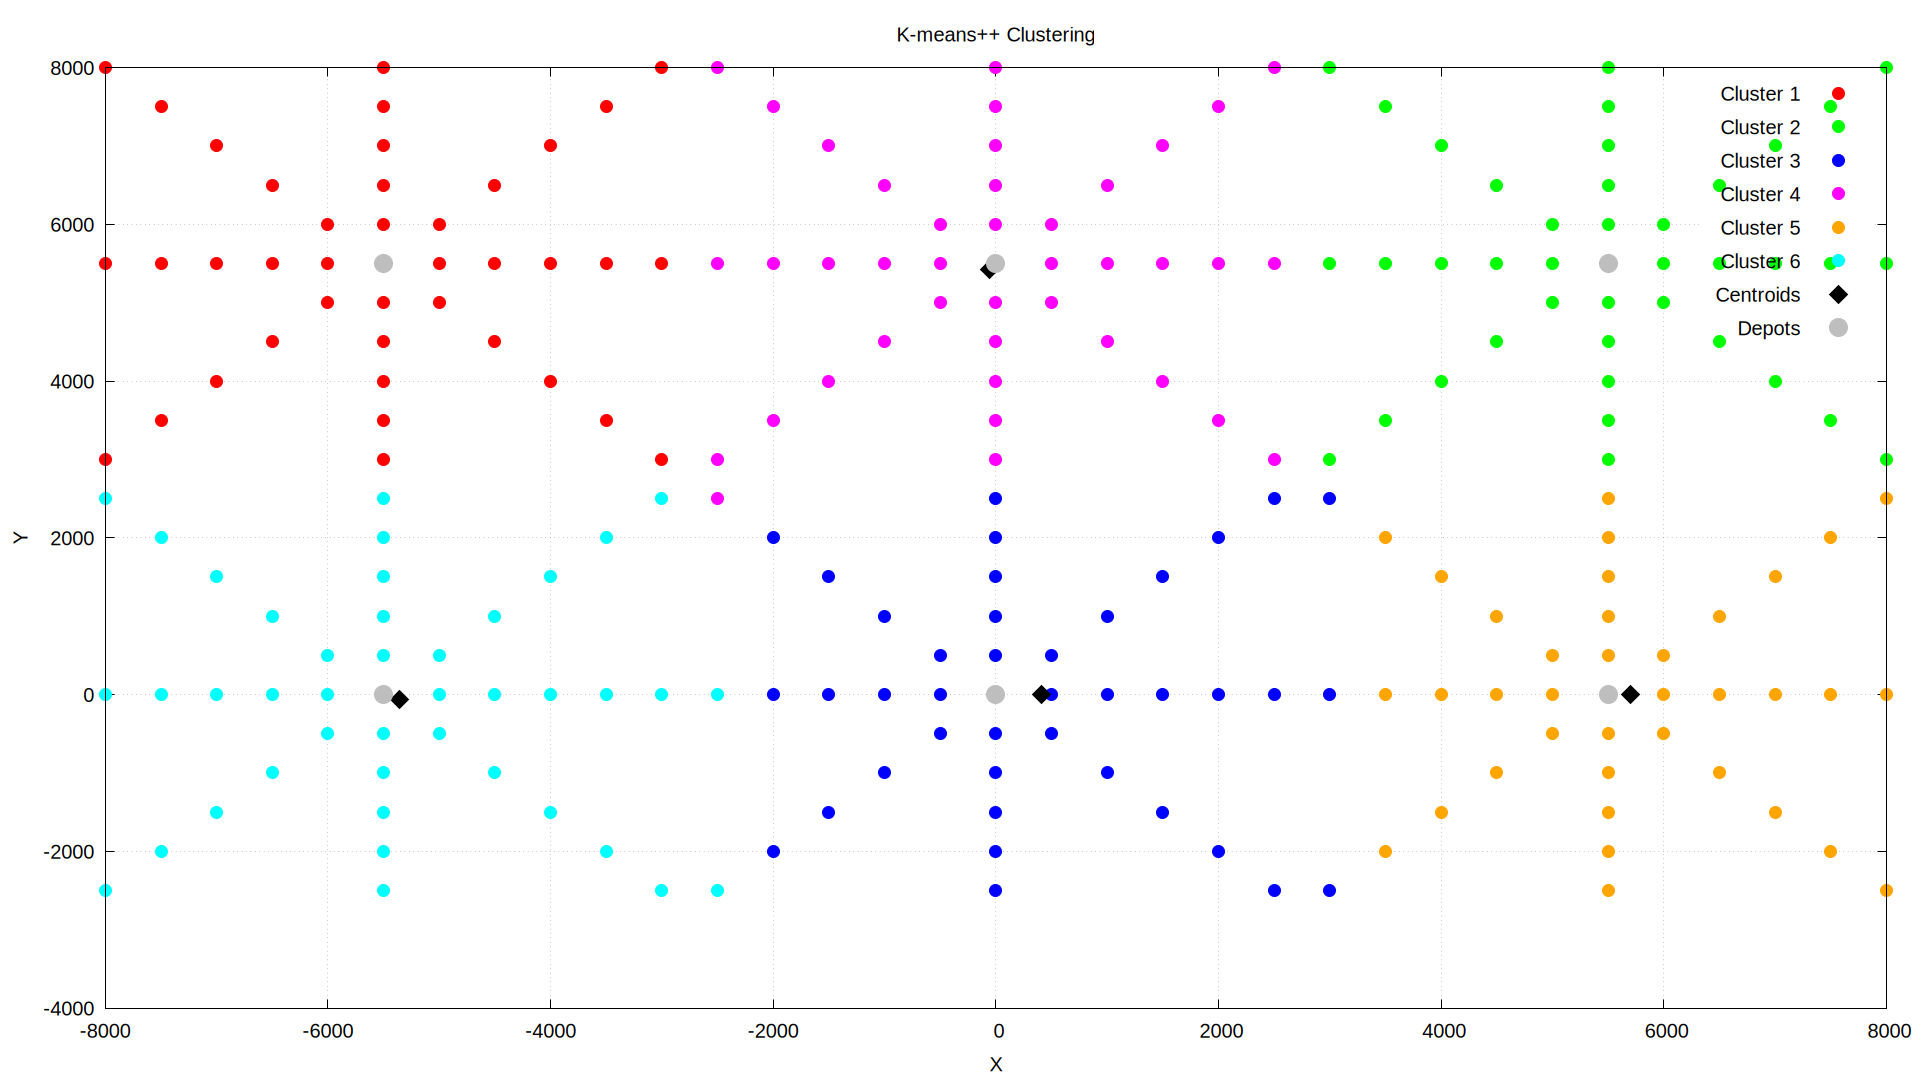 K-means++ Clustering
8000
6000
4000
2000
0
-2000
-4000
Y
Cluster 1
Cluster 2
Cluster 3
Cluster 4
Cluster 5
Cluster 6
Centroids
Depots
-8000 -6000 -4000 -2000 0 2000 4000 6000 8000
X